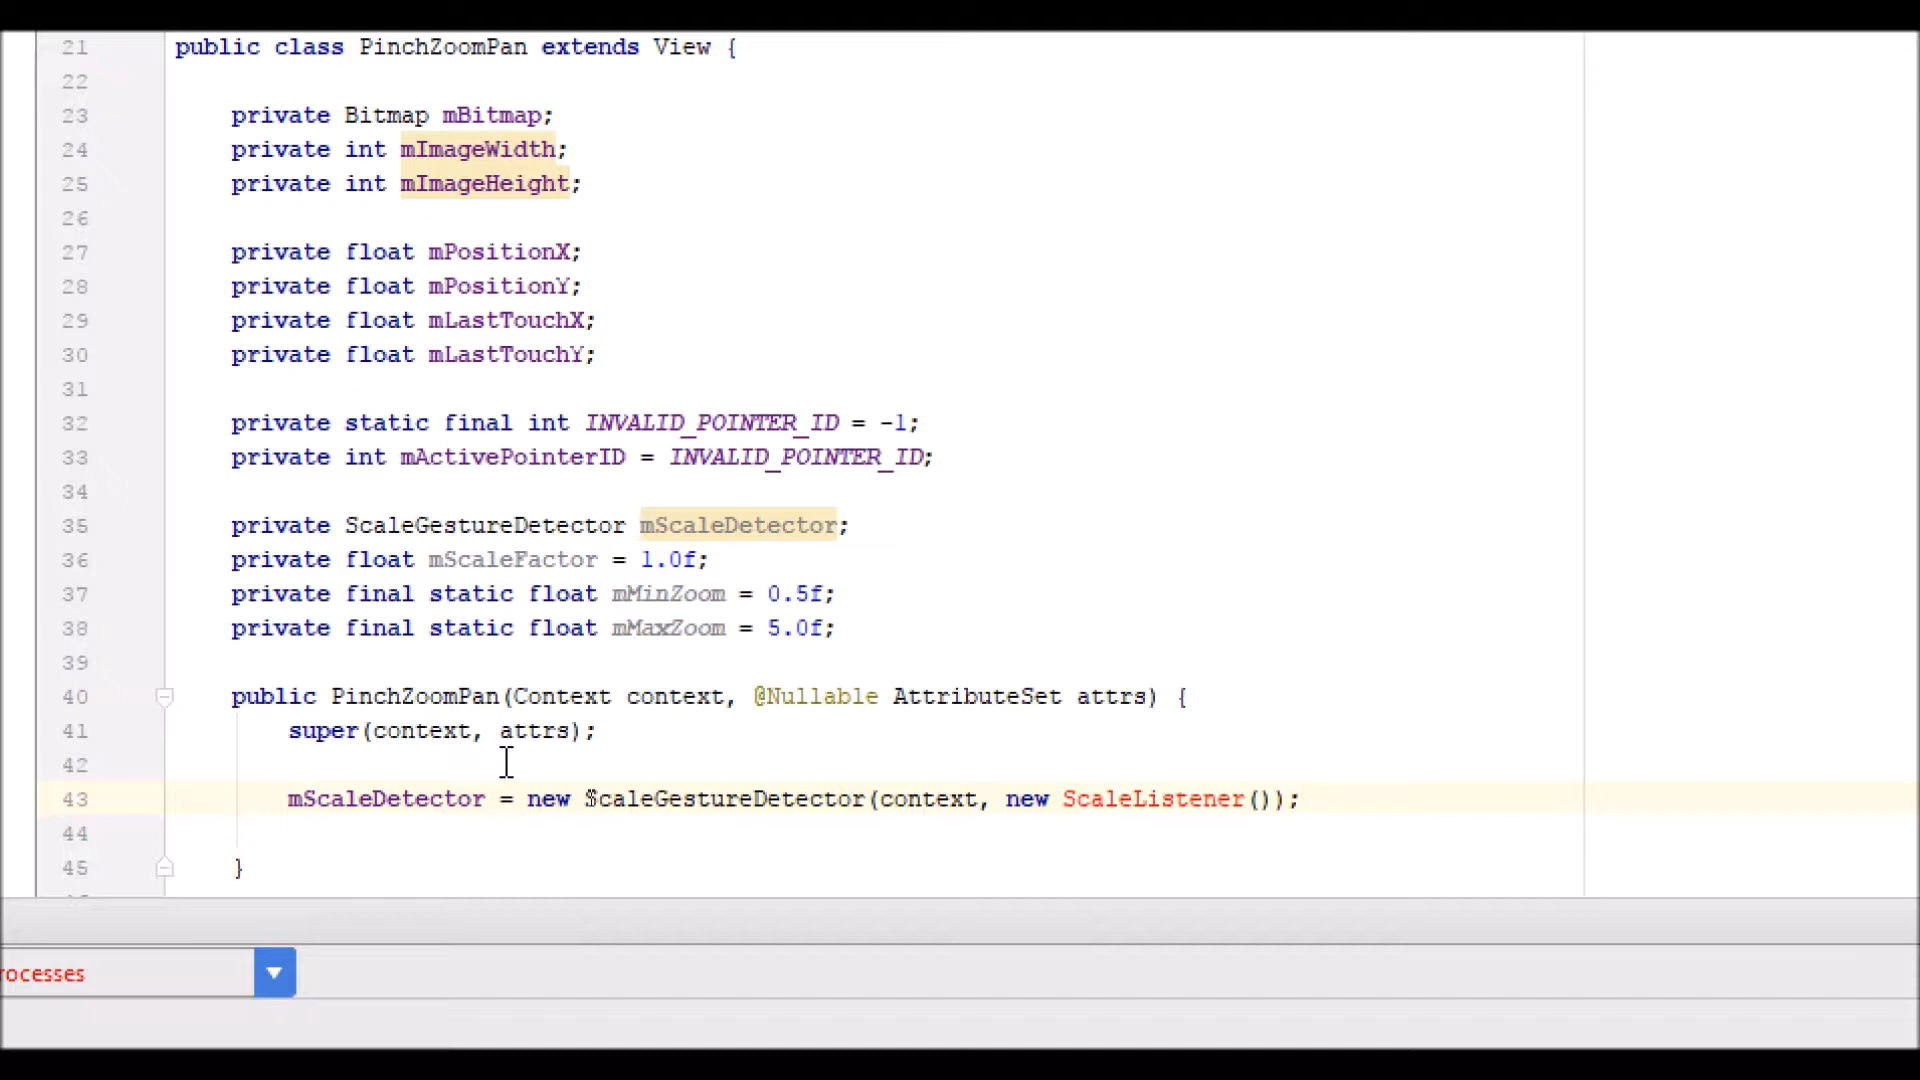 21 public class PinchZoomPan extends View {
22
23 private Bitmap mBitmap;
24 private int mImageWidth;
25 private int mImageHeight;
26
27 private float mPositionX;
28 private float mPositionY;
29 private float mLastTouchX;
30 private float mLastTouchY;
31
32 private static final int INVALID_POINTER_ID = -1;
33 private int mActivePointerID = INVALID_POINTER_ID;
34
35 private ScaleGestureDetector mScaleDetector;
36 private float mScaleFactor = 1.0f;
37 private final static float mMinZoom = 0.5f;
38 private final static float mMaxZoom = 5.0f;
39
40 public PinchZoomPan(Context context, @Nullable AttributeSet attrs) {
41 super(context, attrs);
42
43 mScaleDetector = new ScaleGestureDetector(context, new ScaleListener());
44
45 }
rocesses